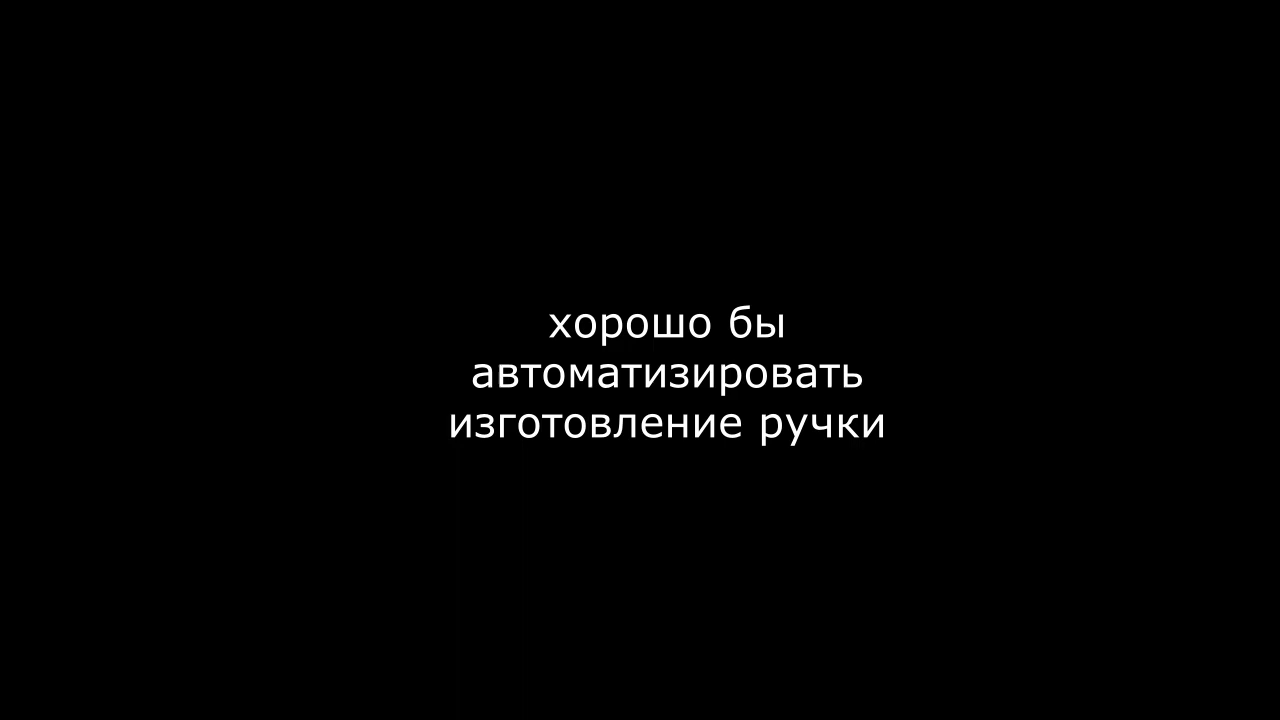 хорошо бы
автоматизировать
изготовление ручки